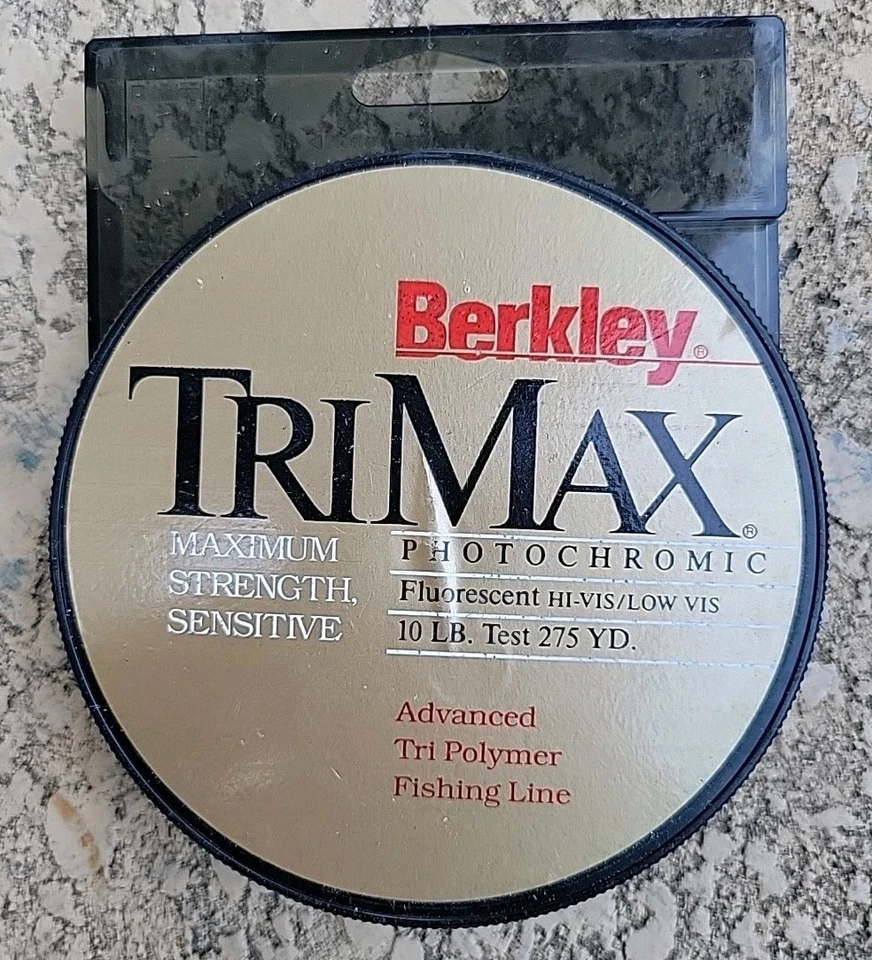 Berkley®
TRIMAX®
MAXIMUM
STRENGTH,
SENSITIVE
PHOTOCHROMIC
Fluorescent HI-VIS/LOW VIS
10 LB. Test 275 YD.
Advanced
Tri Polymer
Fishing Line